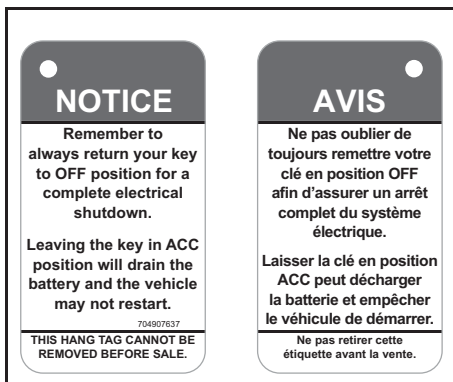 NOTICE
Remember to
always return your key
to OFF position for a
complete electrical
shutdown.
Leaving the key in ACC
position will drain the
battery and the vehicle
may not restart.
704907637
THIS HANG TAG CANNOT BE
REMOVED BEFORE SALE.
AVIS
Ne pas oublier de
toujours remettre votre
clé en position OFF
afin d'assurer un arrêt
complet du système
électrique.
Laisser la clé en position
ACC peut décharger
la batterie et empêcher
le véhicule de démarrer.
Ne pas retirer cette
étiquette avant la vente.